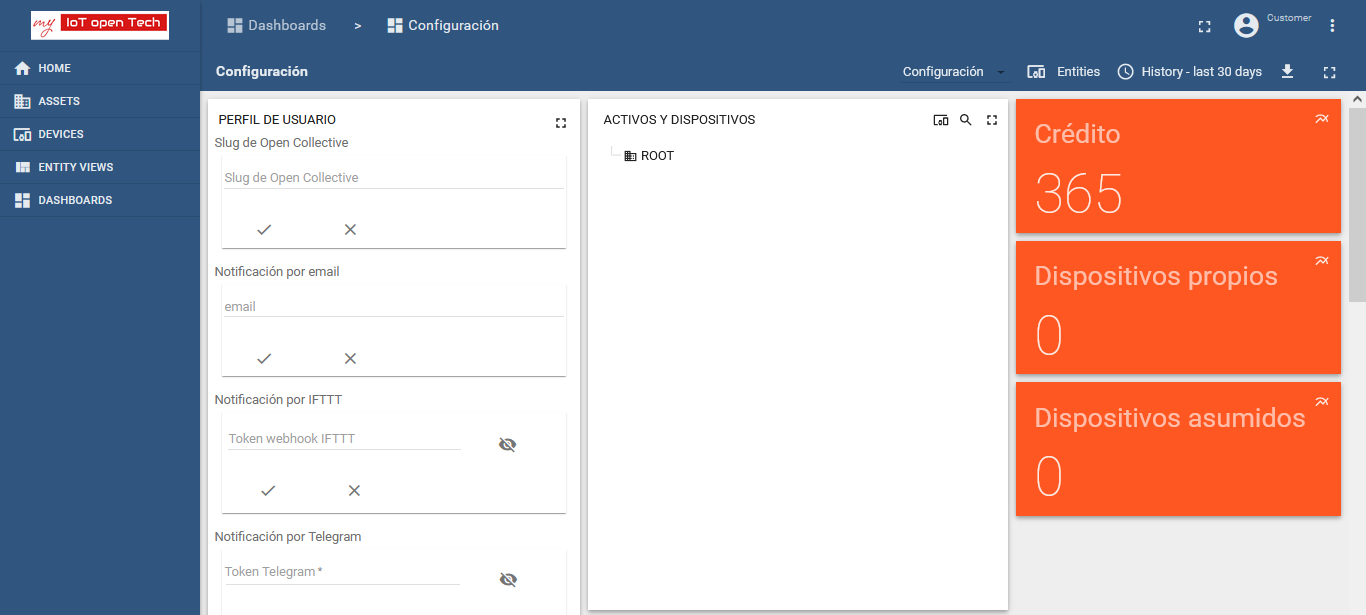 my IoT open Tech
Dashboards > Configuración
Customer
HOME
ASSETS
DEVICES
ENTITY VIEWS
DASHBOARDS
Configuración
Configuración
Entities
History - last 30 days
PERFIL DE USUARIO
Slug de Open Collective
Slug de Open Collective
Notificación por email
email
Notificación por IFTTT
Token webhook IFTTT
Notificación por Telegram
Token Telegram *
ACTIVOS Y DISPOSITIVOS
ROOT
Crédito
365
Dispositivos propios
0
Dispositivos asumidos
0